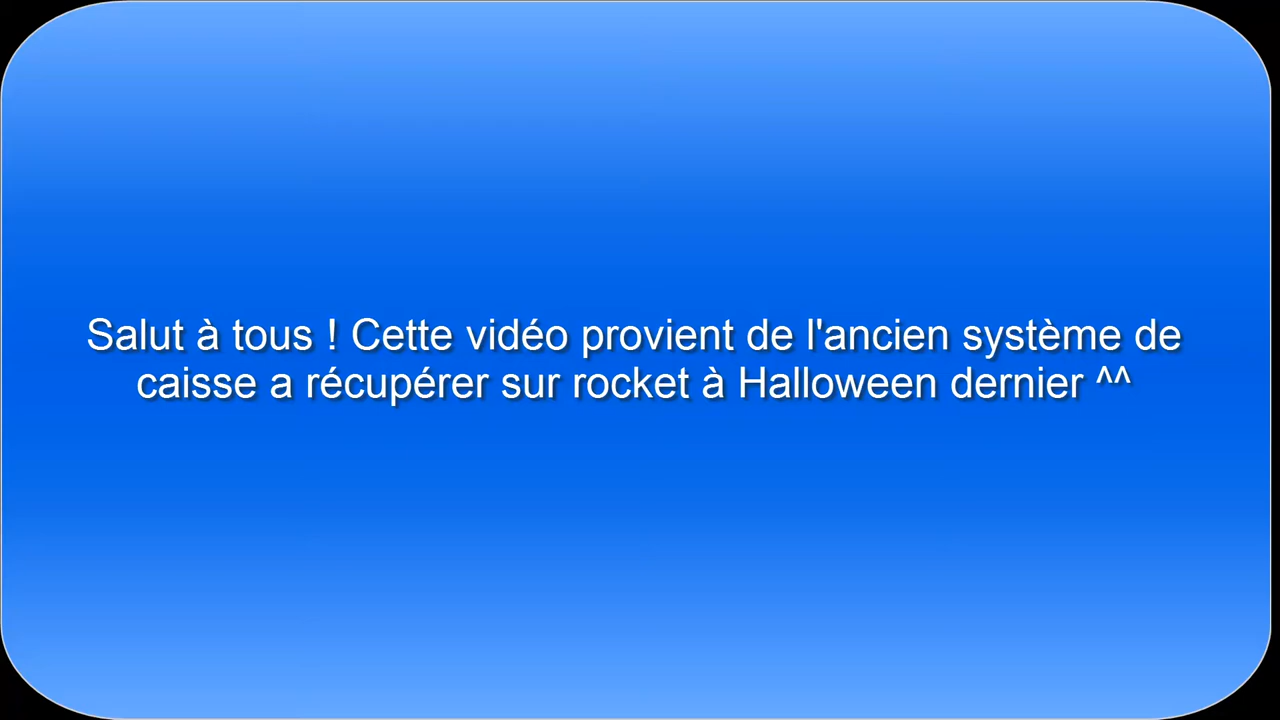 Salut à tous ! Cette vidéo provient de l'ancien système de
caisse a récupérer sur rocket à Halloween dernier ^^